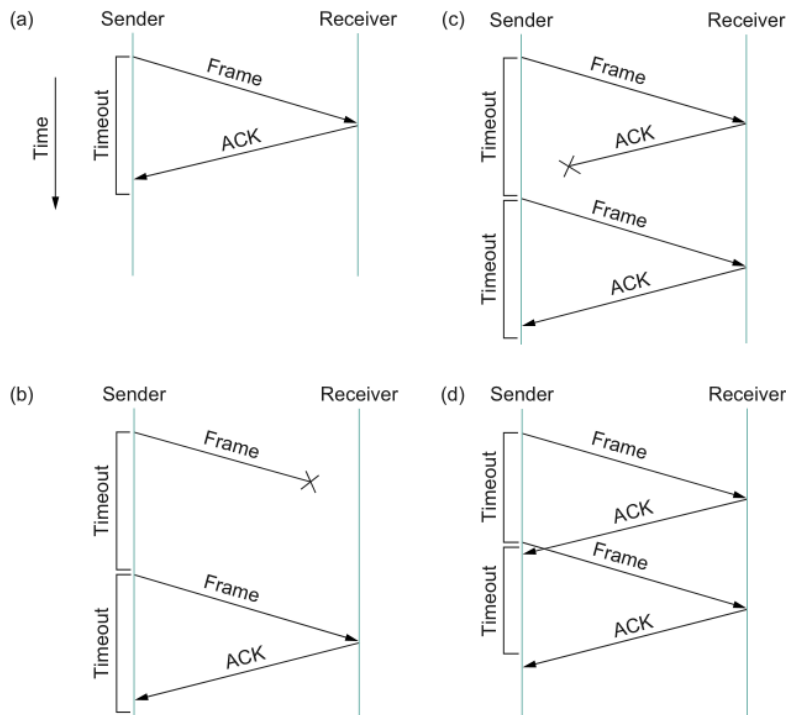 (a)
Sender
Receiver
Time
Timeout
Frame
ACK
(c)
Sender
Receiver
Timeout
Frame
ACK
Timeout
Frame
ACK
(b)
Sender
Receiver
Timeout
Frame
Timeout
Frame
ACK
(d)
Sender
Receiver
Timeout
Frame
ACK
Timeout
Frame
ACK